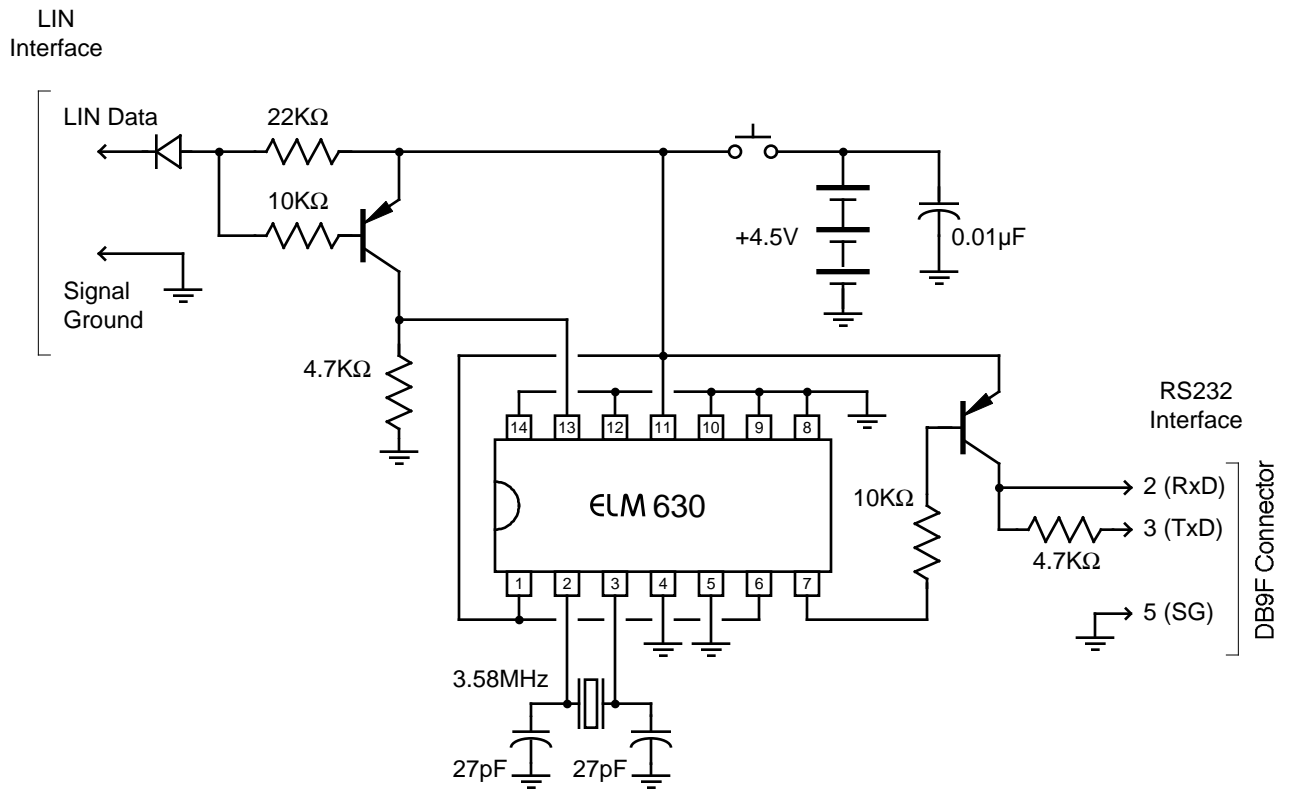 LIN
Interface
LIN Data
22KΩ
10KΩ
+4.5V
0.01µF
Signal
Ground
4.7KΩ
RS232
Interface
14 13 12 11 10 9 8
2 (RxD)
10KΩ
ELM 630
3 (TxD)
4.7KΩ
DB9F Connector
1 2 3 4 5 6 7
5 (SG)
3.58MHz
27pF 27pF